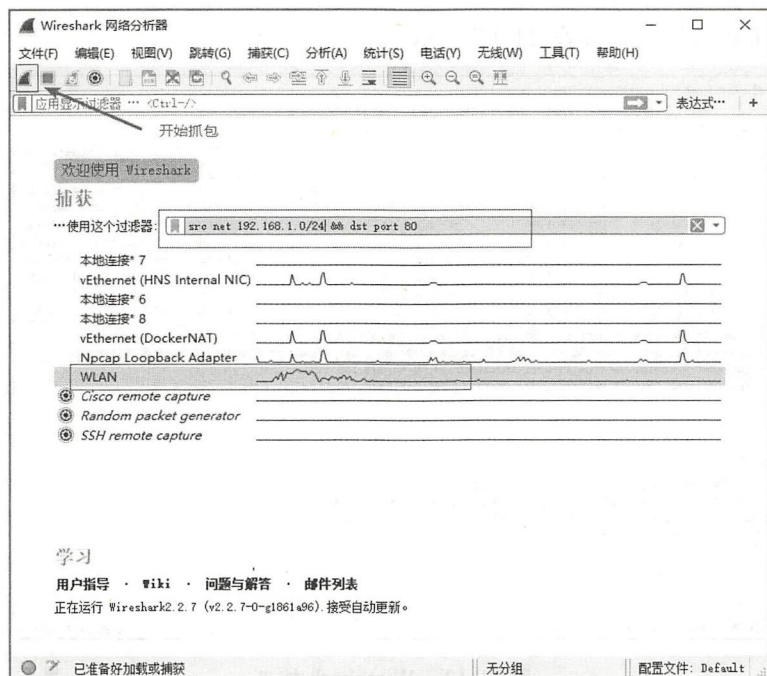 Wireshark 网络分析器
文件(F) 编辑(E) 视图(V) 跳转(G) 捕获(C) 分析(A) 统计(S) 电话(Y) 无线(W) 工具(T) 帮助(H)
应用显示过滤器 … <Ctrl-/>
表达式… +
开始抓包
欢迎使用 Wireshark
捕获
…使用这个过滤器: src net 192.168.1.0/24 && dst port 80
本地连接* 7
vEthernet (HNS Internal NIC)
本地连接* 6
本地连接* 8
vEthernet (DockerNAT)
Npcap Loopback Adapter
WLAN
Cisco remote capture
Random packet generator
SSH remote capture
学习
用户指导 · Wiki · 问题与解答 · 邮件列表
正在运行 Wireshark2.2.7 (v2.2.7-0-g1861a96).接受自动更新。
已准备好加载或捕获 无分组 配置文件: Default